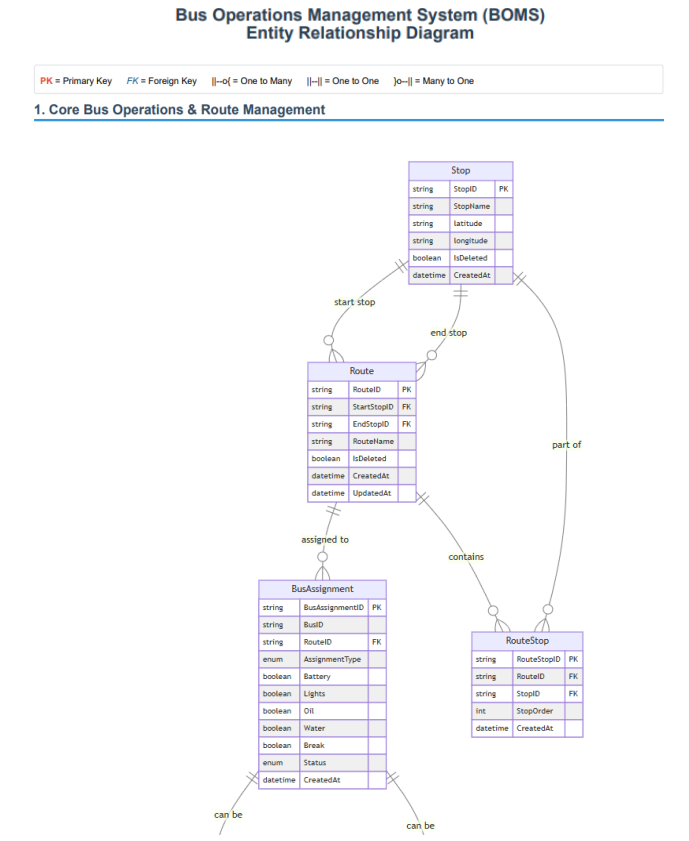 Bus Operations Management System (BOMS)
Entity Relationship Diagram
PK = Primary Key FK = Foreign Key ||--o{ = One to Many ||--|| = One to One }o--|| = Many to One
1. Core Bus Operations & Route Management
Stop
string StopID PK
string StopName
string latitude
string longitude
boolean IsDeleted
datetime CreatedAt
start stop
end stop
Route
string RouteID PK
string StartStopID FK
string EndStopID FK
string RouteName
boolean IsDeleted
datetime CreatedAt
datetime UpdatedAt
part of
assigned to
contains
BusAssignment
string BusAssignmentID PK
string BusID
string RouteID FK
enum AssignmentType
boolean Battery
boolean Lights
boolean Oil
boolean Water
boolean Break
enum Status
datetime CreatedAt
RouteStop
string RouteStopID PK
string RouteID FK
string StopID FK
int StopOrder
datetime CreatedAt
can be
can be